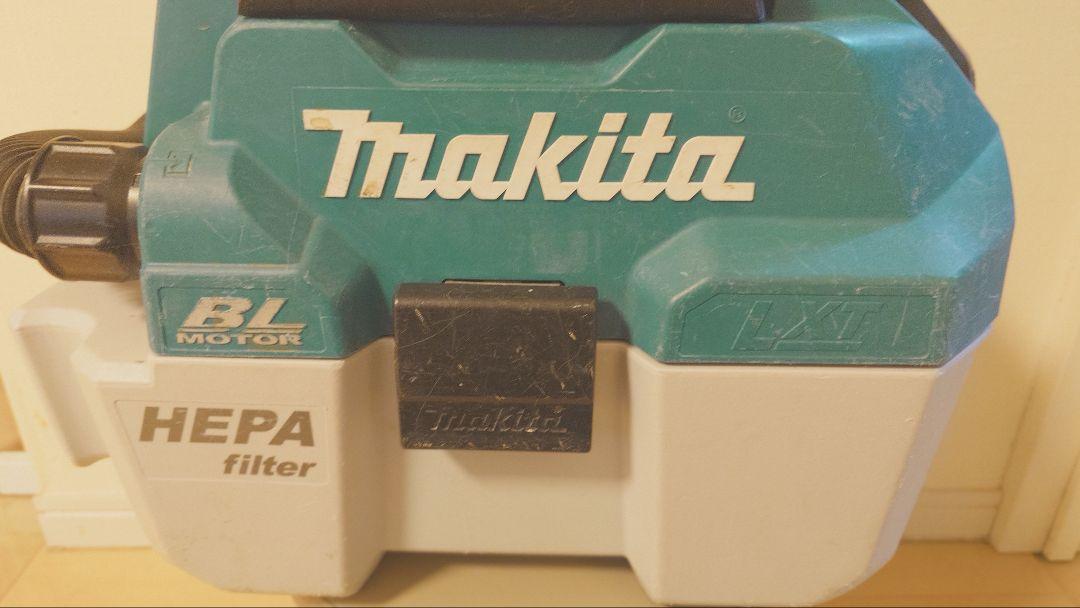 makita ®
BL
MOTOR
LXT
makita
HEPA
filter